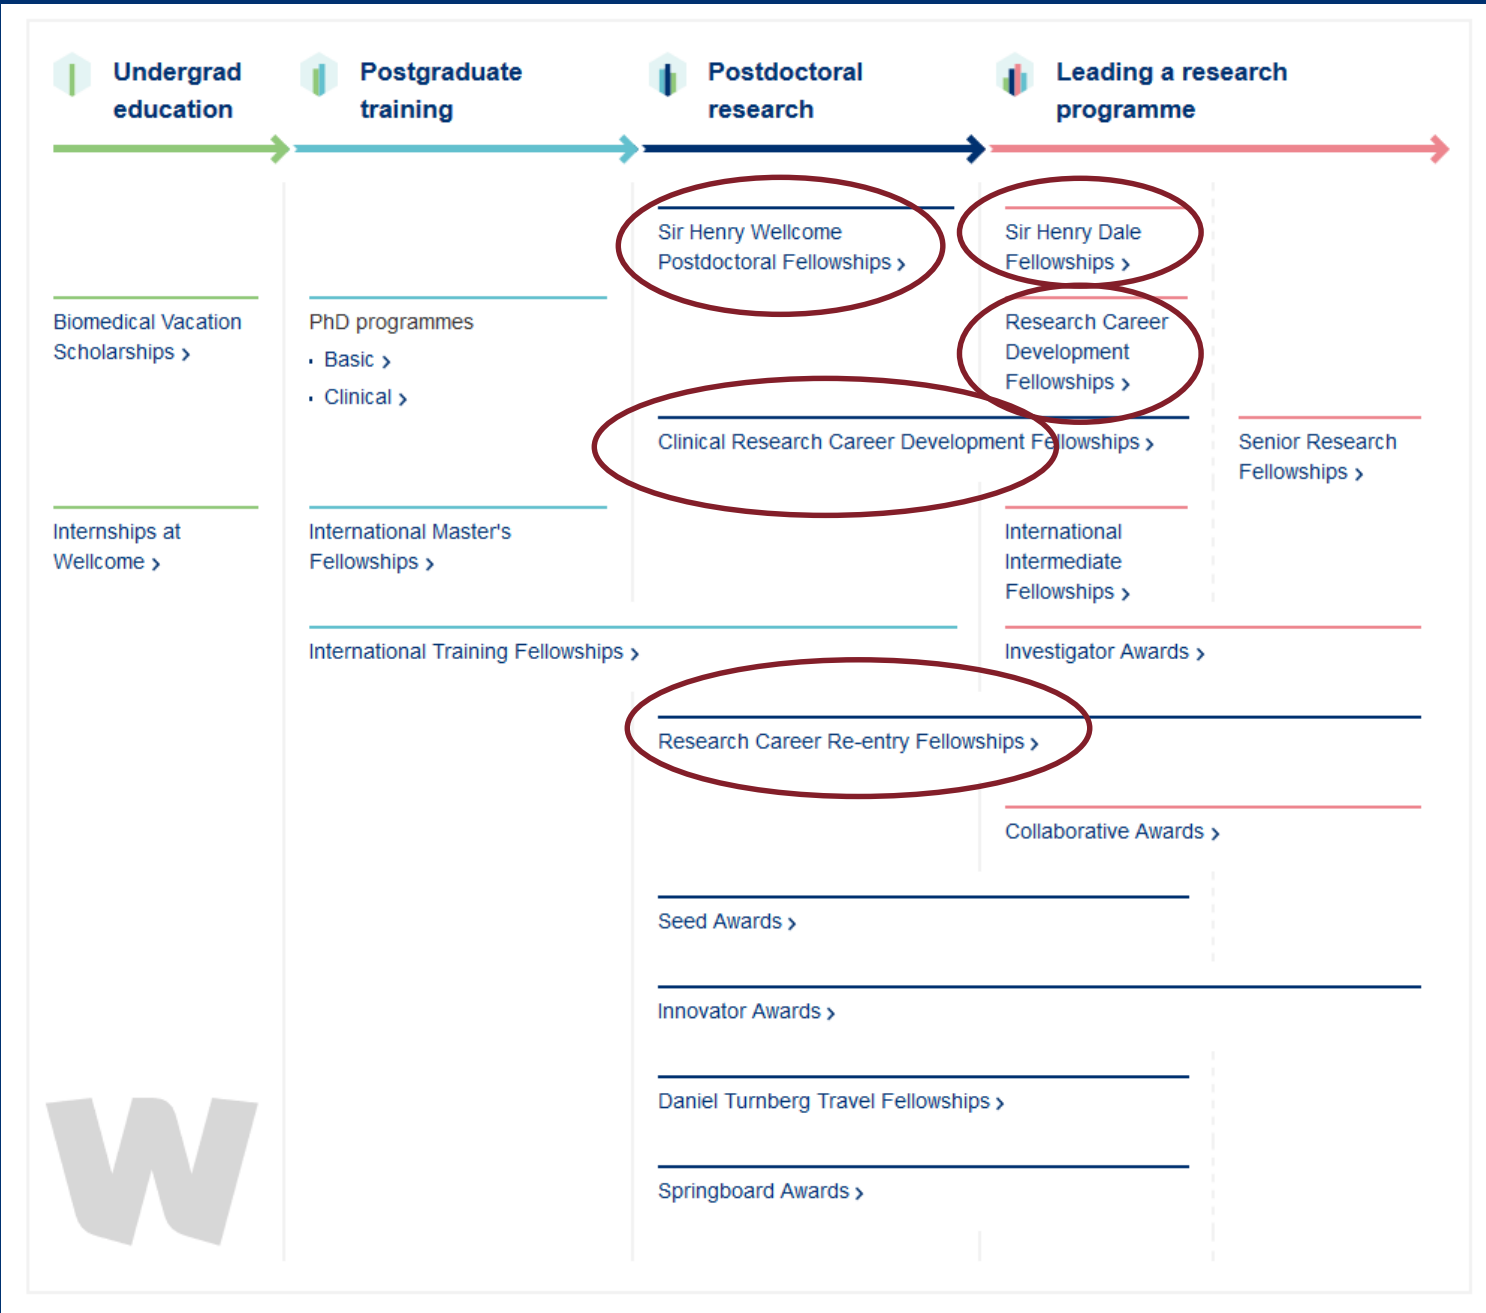 Undergrad
education
Postgraduate
training
Postdoctoral
research
Leading a research
programme
Biomedical Vacation
Scholarships ›
Internships at
Wellcome ›
PhD programmes
▪ Basic ›
▪ Clinical ›
International Master's
Fellowships ›
International Training Fellowships ›
Sir Henry Wellcome
Postdoctoral Fellowships ›
Sir Henry Dale
Fellowships ›
Research Career
Development
Fellowships ›
Clinical Research Career Development Fellowships ›
Senior Research
Fellowships ›
International
Intermediate
Fellowships ›
Investigator Awards ›
Research Career Re-entry Fellowships ›
Collaborative Awards ›
Seed Awards ›
Innovator Awards ›
Daniel Turnberg Travel Fellowships ›
Springboard Awards ›
W